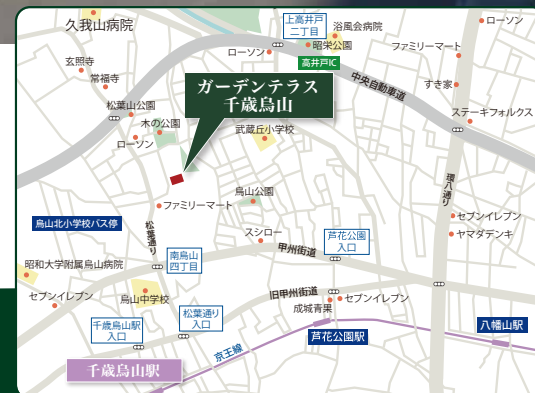 久我山病院
上高井戸
二丁目
浴風会病院
ローソン
ローソン
昭栄公園
ファミリーマート
高井戸IC
玄照寺
常福寺
中央自動車道
すき家
ガーデンテラス
千歳烏山
松葉山公園
木の公園
ローソン
武蔵丘小学校
ステーキフォルクス
環八通り
烏山公園
ファミリーマート
烏山北小学校バス停
松葉通り
スシロー
芦花公園
入口
セブンイレブン
ヤマダデンキ
甲州街道
南烏山
四丁目
昭和大学附属烏山病院
セブンイレブン
烏山中学校
旧甲州街道
セブンイレブン
成城青果
千歳烏山駅
入口
松葉通り
入口
芦花公園駅
八幡山駅
京王線
千歳烏山駅